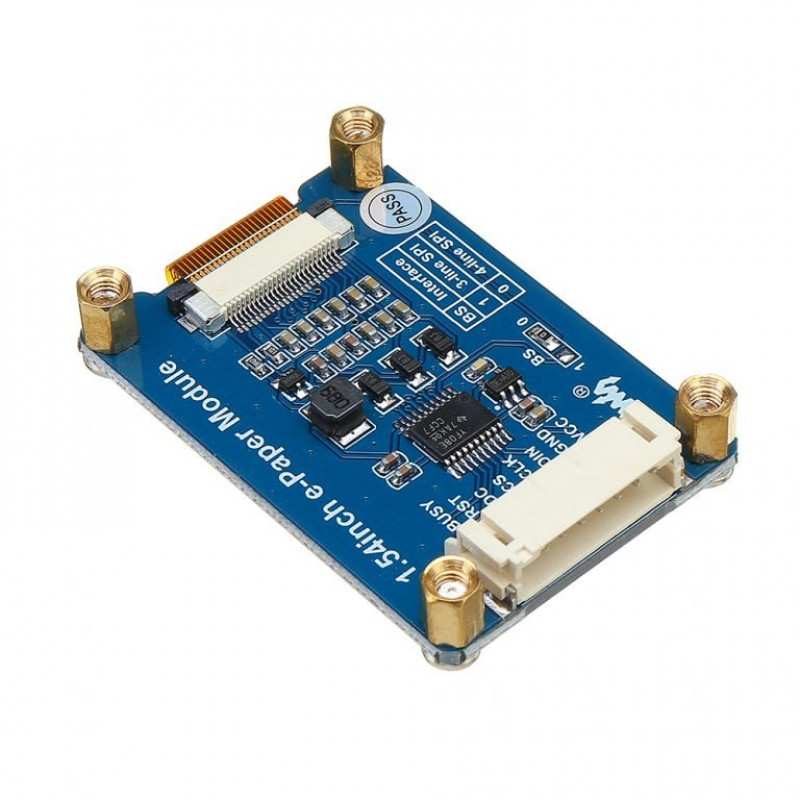 PASS
BS Interface
1 3-line SPI
0 4-line SPI
BS 1 0
®
VCC
GND
DIN
CLK
CS
DC
RST
BUSY
1.54inch e-Paper Module